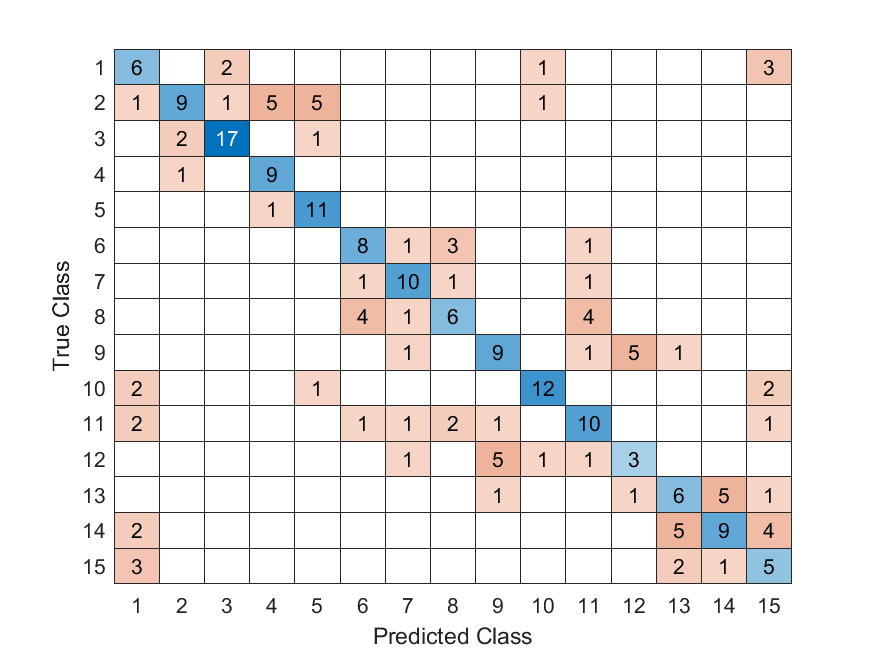 1 6 2 1 3
2 1 9 1 5 5 1
3 2 17 1
4 1 9
5 1 11
6 8 1 3 1
7 1 10 1 1
8 4 1 6 4
9 1 9 1 5 1
10 2 1 12 2
11 2 1 1 2 1 10 1
12 1 5 1 1 3
13 1 1 6 5 1
14 2 5 9 4
15 3 2 1 5
1 2 3 4 5 6 7 8 9 10 11 12 13 14 15
Predicted Class
True Class